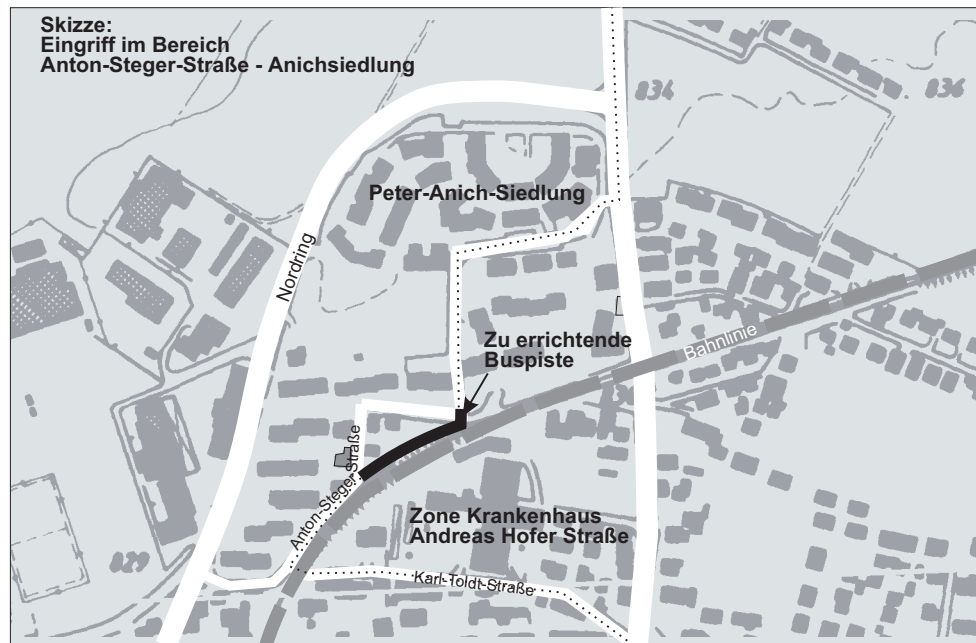 Skizze:
Eingriff im Bereich
Anton-Steger-Straße - Anichsiedlung
834
836
Peter-Anich-Siedlung
Nordring
Zu errichtende
Buspiste
Bahnlinie
Anton-Steger-Straße
Zone Krankenhaus
Andreas Hofer Straße
829
Karl-Toldt-Straße